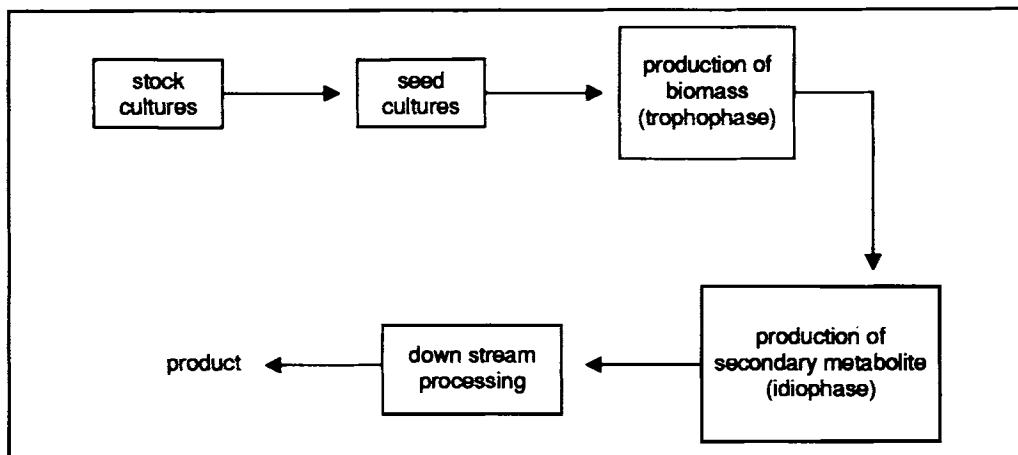 stock
cultures
seed
cultures
production of
biomass
(trophophase)
production of
secondary metabolite
(idiophase)
down stream
processing
product